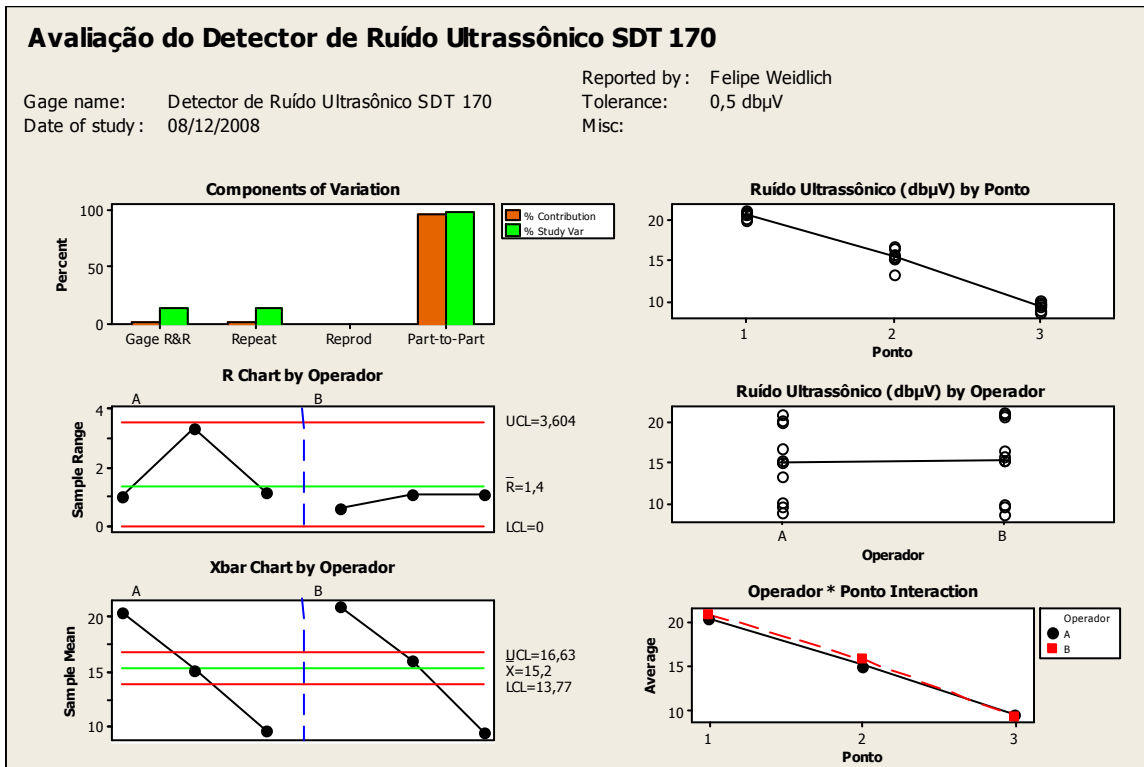 Avaliação do Detector de Ruído Ultrassônico SDT 170
Gage name: Detector de Ruído Ultrasônico SDT 170
Date of study: 08/12/2008
Reported by: Felipe Weidlich
Tolerance: 0,5 dbµV
Misc:
Components of Variation
Percent
100
50
0
Gage R&R Repeat Reprod Part-to-Part
% Contribution
% Study Var
R Chart by Operador
A B
Sample Range
4
2
0
UCL=3,604
R=1,4
LCL=0
Xbar Chart by Operador
A B
Sample Mean
20
15
10
UCL=16,63
X=15,2
LCL=13,77
Ruído Ultrassônico (dbµV) by Ponto
20
15
10
1 2 3
Ponto
Ruído Ultrassônico (dbµV) by Operador
20
15
10
A B
Operador
Operador * Ponto Interaction
Average
20
15
10
1 2 3
Ponto
Operador
A
B